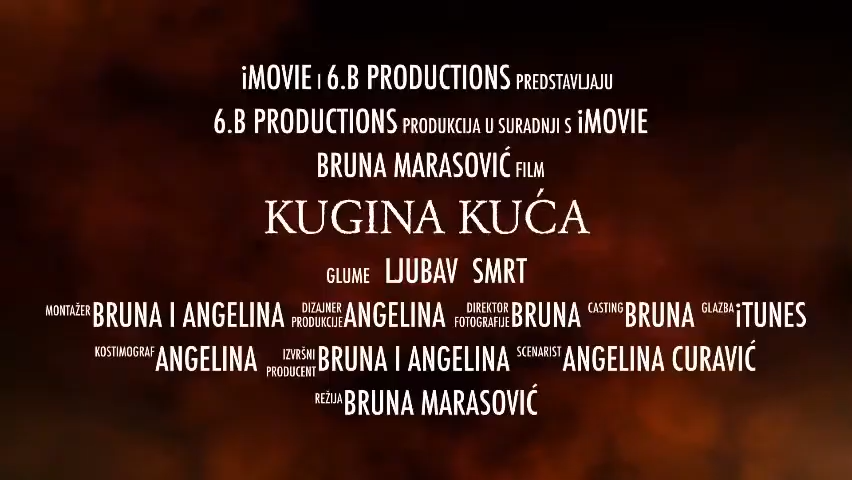 iMOVIE I 6.B PRODUCTIONS PREDSTAVLJAJU
6.B PRODUCTIONS PRODUKCIJA U SURADNJI S iMOVIE
BRUNA MARASOVIĆ FILM
KUGINA KUĆA
GLUME LJUBAV SMRT
MONTAŽER BRUNA I ANGELINA DIZAJNER PRODUKCIJE ANGELINA DIREKTOR FOTOGRAFIJE BRUNA CASTING BRUNA GLAZBA iTUNES
KOSTIMOGRAF ANGELINA IZVRŠNI PRODUCENT BRUNA I ANGELINA SCENARIST ANGELINA CURAVIĆ
REŽIJA BRUNA MARASOVIĆ